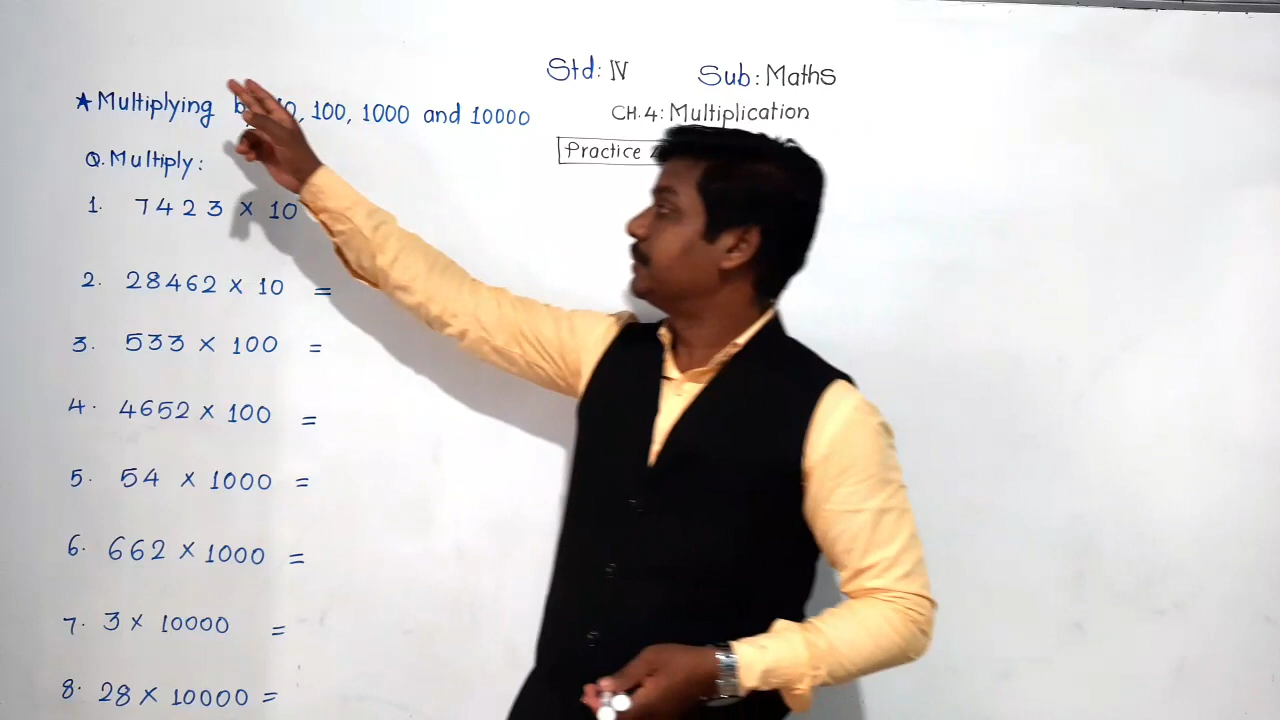 Std: IV Sub: Maths
★ Multiplying 10, 100, 1000 and 10000
CH. 4: Multiplication
Practice
Q. Multiply:
1. 7423 × 10
2. 28462 × 10 =
3. 533 × 100 =
4. 4652 × 100 =
5. 54 × 1000 =
6. 662 × 1000 =
7. 3 × 10000 =
8. 28 × 10000 =